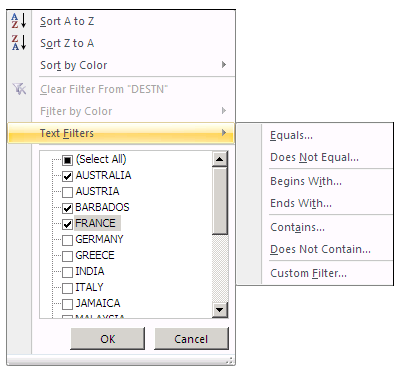 Sort A to Z
Sort Z to A
Sort by Color
Clear Filter From "DESTN"
Filter by Color
Text Filters
(Select All)
AUSTRALIA
AUSTRIA
BARBADOS
FRANCE
GERMANY
GREECE
INDIA
ITALY
JAMAICA
MALAYSIA
OK
Cancel
Equals...
Does Not Equal...
Begins With...
Ends With...
Contains...
Does Not Contain...
Custom Filter...